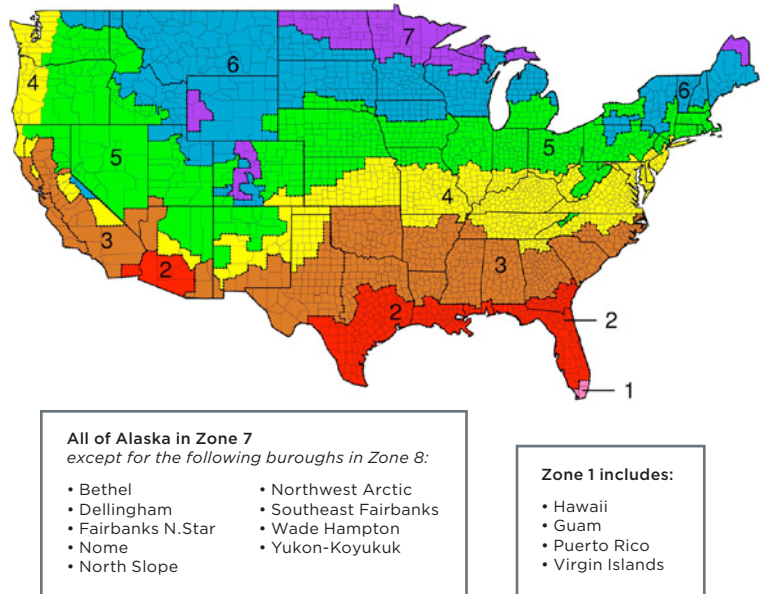 7
6
4
6
5
5
4
3
3
2
2
2
1
All of Alaska in Zone 7
except for the following buroughs in Zone 8:
• Bethel
• Dellingham
• Fairbanks N.Star
• Nome
• North Slope
• Northwest Arctic
• Southeast Fairbanks
• Wade Hampton
• Yukon-Koyukuk
Zone 1 includes:
• Hawaii
• Guam
• Puerto Rico
• Virgin Islands